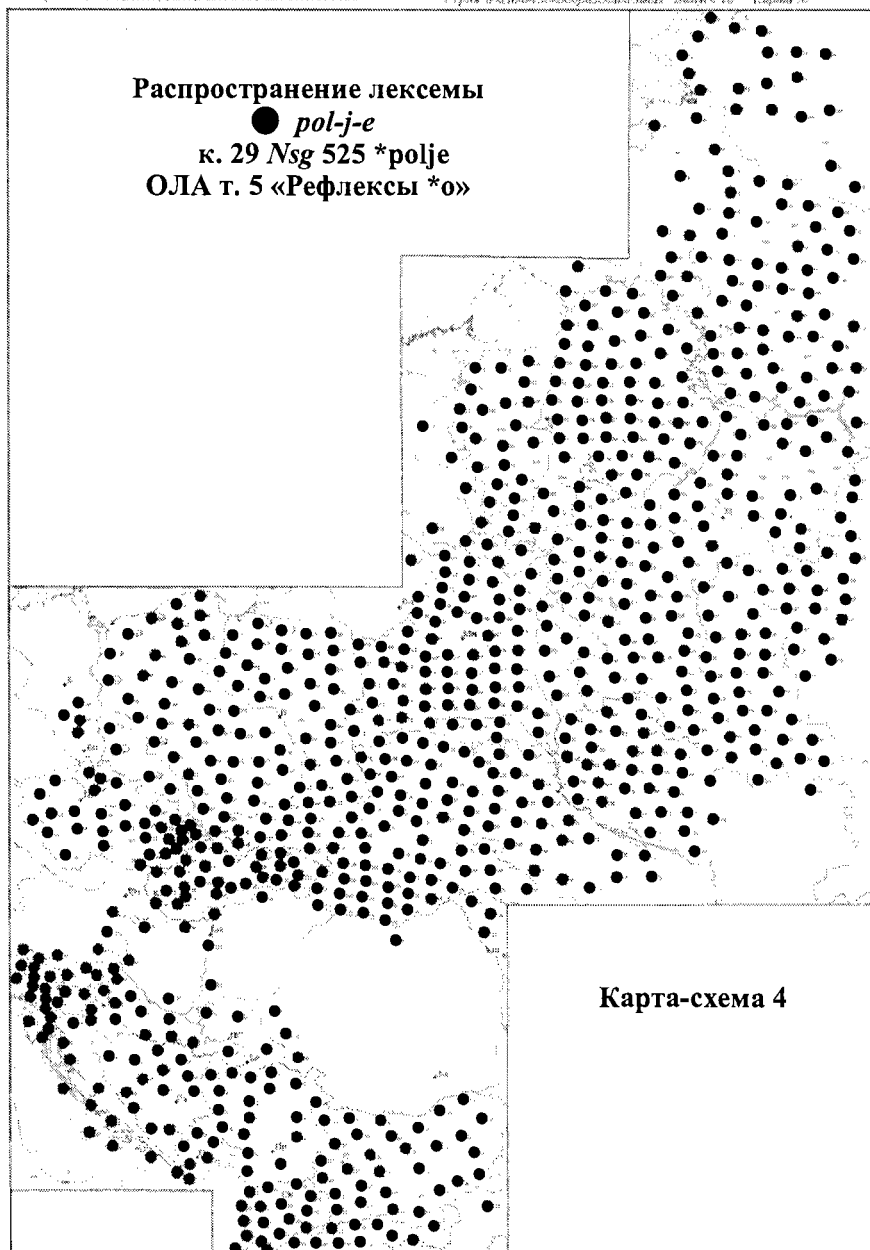 Распространение лексемы
pol-j-e
к. 29 Nsg 525 *polje
ОЛА т. 5 «Рефлексы *о»
Карта-схема 4